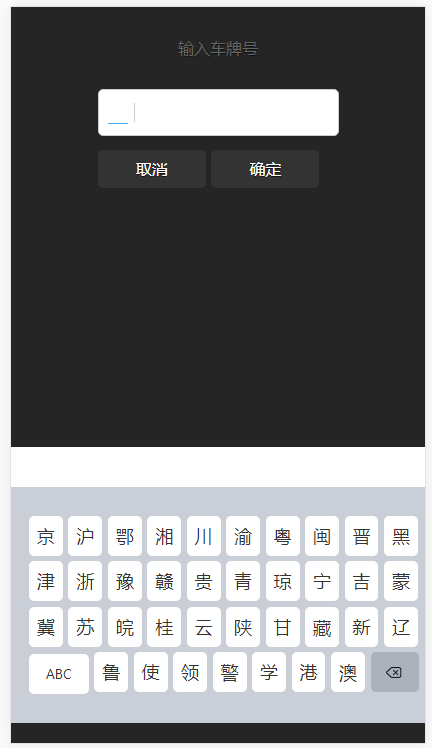 输入车牌号
取消 确定
京 沪 鄂 湘 川 渝 粤 闽 晋 黑
津 浙 豫 赣 贵 青 琼 宁 吉 蒙
冀 苏 皖 桂 云 陕 甘 藏 新 辽
ABC 鲁 使 领 警 学 港 澳